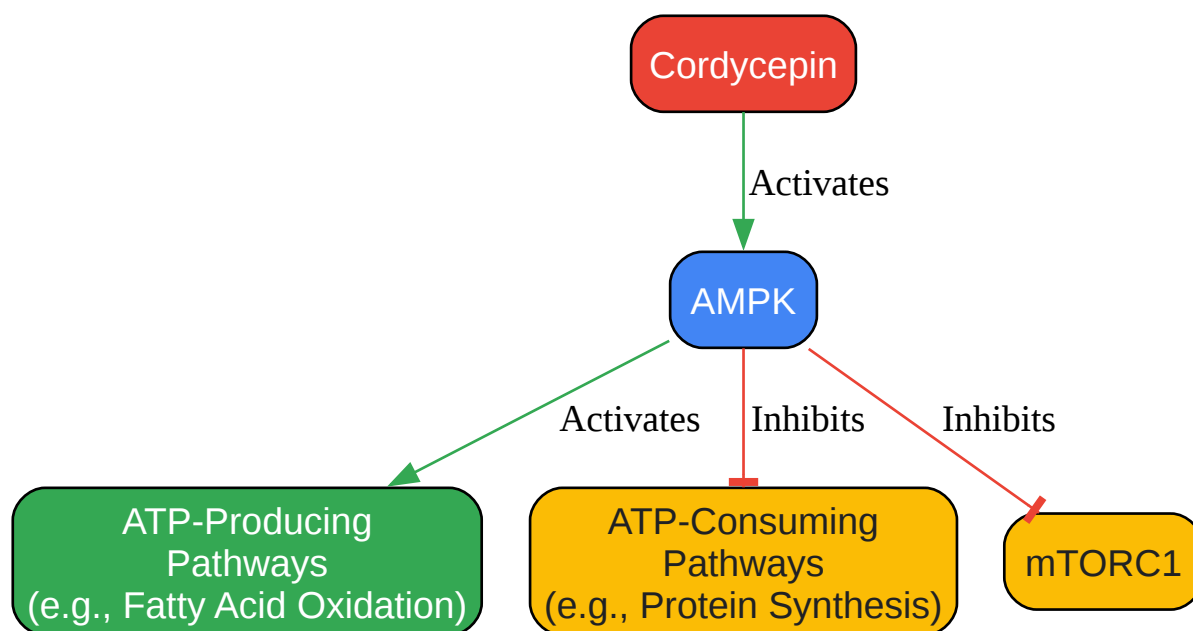 Cordycepin
Activates
AMPK
Activates
Inhibits
Inhibits
ATP-Producing
Pathways
(e.g., Fatty Acid Oxidation)
ATP-Consuming
Pathways
(e.g., Protein Synthesis)
mTORC1